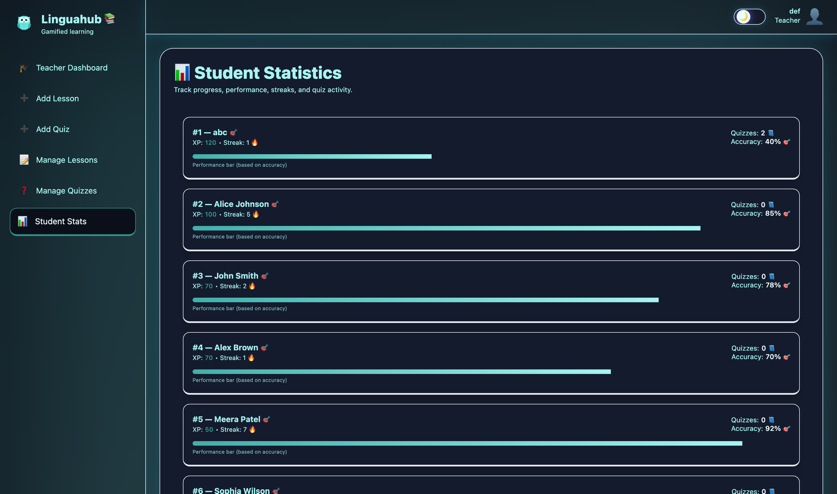 Linguahub📚
Gamified learning
def
Teacher
Teacher Dashboard
Add Lesson
Add Quiz
Manage Lessons
Manage Quizzes
Student Stats
📊 Student Statistics
Track progress, performance, streaks, and quiz activity.
#1 — abc
XP: 120 • Streak: 1 🔥
Quizzes: 2 📘
Accuracy: 40% 🎯
Performance bar (based on accuracy)
#2 — Alice Johnson
XP: 100 • Streak: 5 🔥
Quizzes: 0 📘
Accuracy: 85% 🎯
Performance bar (based on accuracy)
#3 — John Smith
XP: 70 • Streak: 2 🔥
Quizzes: 0 📘
Accuracy: 78% 🎯
Performance bar (based on accuracy)
#4 — Alex Brown
XP: 70 • Streak: 1 🔥
Quizzes: 0 📘
Accuracy: 70% 🎯
Performance bar (based on accuracy)
#5 — Meera Patel
XP: 50 • Streak: 7 🔥
Quizzes: 0 📘
Accuracy: 92% 🎯
Performance bar (based on accuracy)
#6 — Sophia Wilson
Quizzes: 0 📘